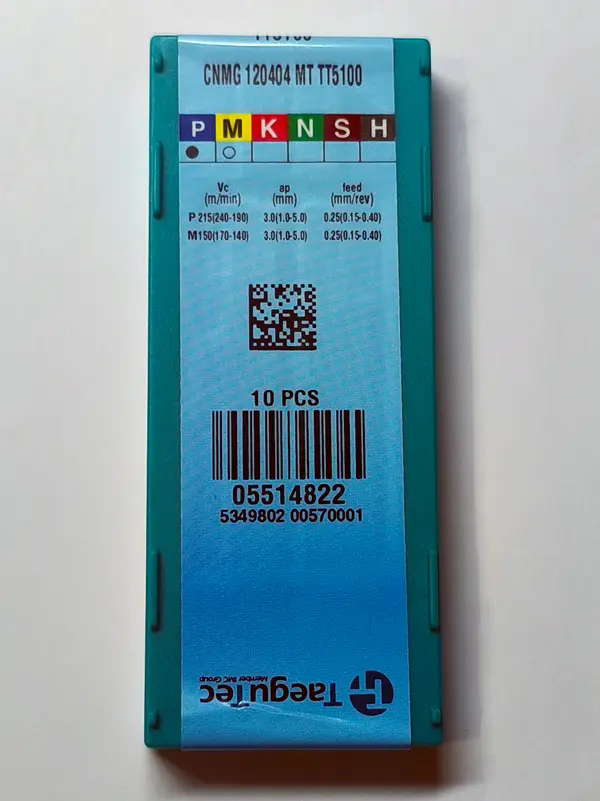 TT5100
CNMG 120404 MT TT5100
P M K N S H
Vc ap feed
(m/min) (mm) (mm/rev)
P 215(240-190) 3.0(1.0-5.0) 0.25(0.15-0.40)
M150(170-140) 3.0(1.0-5.0) 0.25(0.15-0.40)
10 PCS
05514822
5349802 00570001
TaeguTec
Member IMC Group